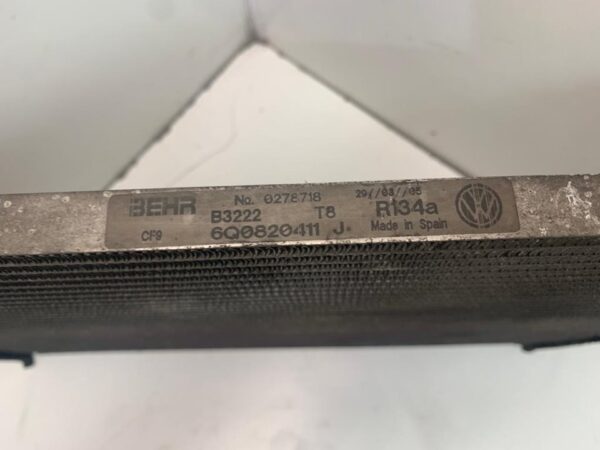 BEHR No. 0278718 29//03//05
B3222 T8 R134a
CF9 6Q0820411 J. Made in Spain